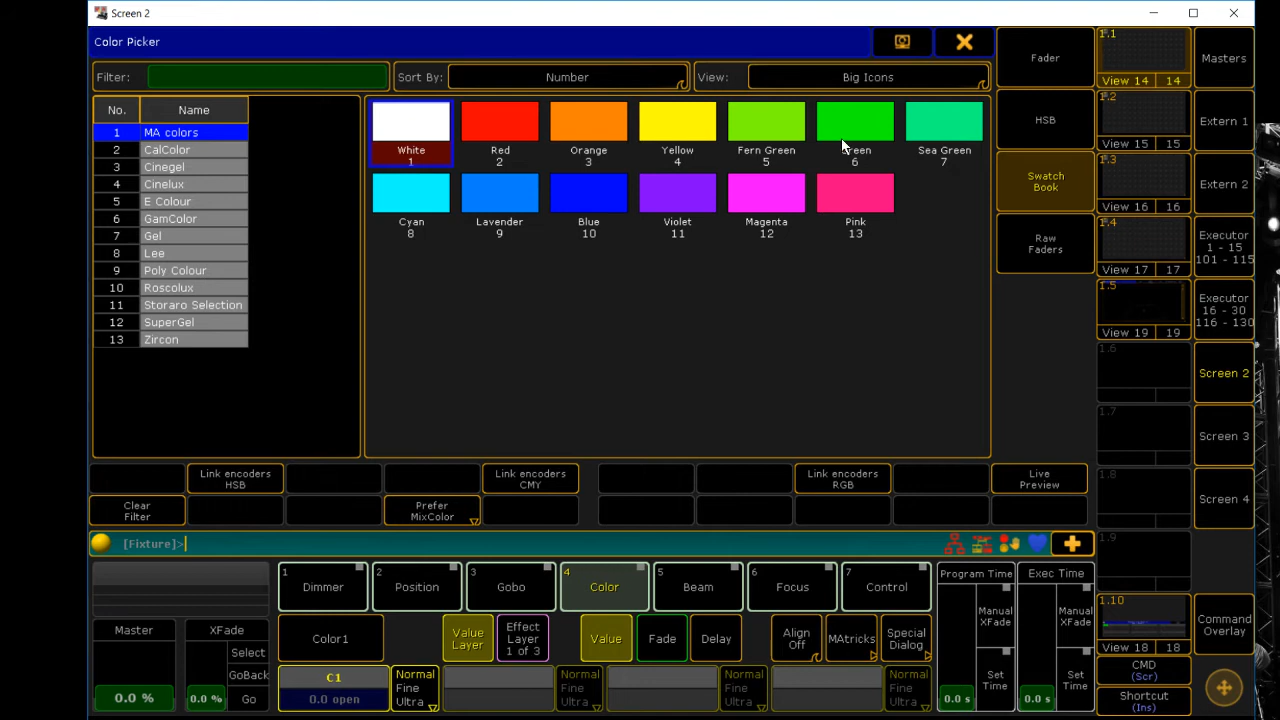 Screen 2
Color Picker
Filter:
Sort By:
Number
View:
Big Icons
No.
Name
1 MA colors
2 CalColor
3 Cinegel
4 Cinelux
5 E Colour
6 GamColor
7 Gel
8 Lee
9 Poly Colour
10 Roscolux
11 Storaro Selection
12 SuperGel
13 Zircon
White
1
Red
2
Orange
3
Yellow
4
Fern Green
5
Green
6
Sea Green
7
Cyan
8
Lavender
9
Blue
10
Violet
11
Magenta
12
Pink
13
Fader
HSB
Swatch
Book
Raw
Faders
1.1
View 14 14
1.2
View 15 15
1.3
View 16 16
1.4
View 17 17
1.5
View 19 19
1.6
1.7
1.8
1.9
1.10
View 18 18
CMD
(Scr)
Shortcut
(Ins)
Masters
Extern 1
Extern 2
Executor
1 - 15
101 - 115
Executor
16 - 30
116 - 130
Screen 2
Screen 3
Screen 4
Command
Overlay
Link encoders
HSB
Link encoders
CMY
Link encoders
RGB
Live
Preview
Clear
Filter
Prefer
MixColor
[Fixture]>
1 Dimmer
2 Position
3 Gobo
4 Color
5 Beam
6 Focus
7 Control
Program Time
Exec Time
Manual
XFade
Manual
XFade
Set
Time
Set
Time
0.0 s
0.0 s
Master
XFade
Select
GoBack
Go
0.0 %
0.0 %
Color1
Value
Layer
Effect
Layer
1 of 3
Value
Fade
Delay
Align
Off
MAtricks
Special
Dialog
C1
0.0 open
Normal
Fine
Ultra
Normal
Fine
Ultra
Normal
Fine
Ultra
Normal
Fine
Ultra